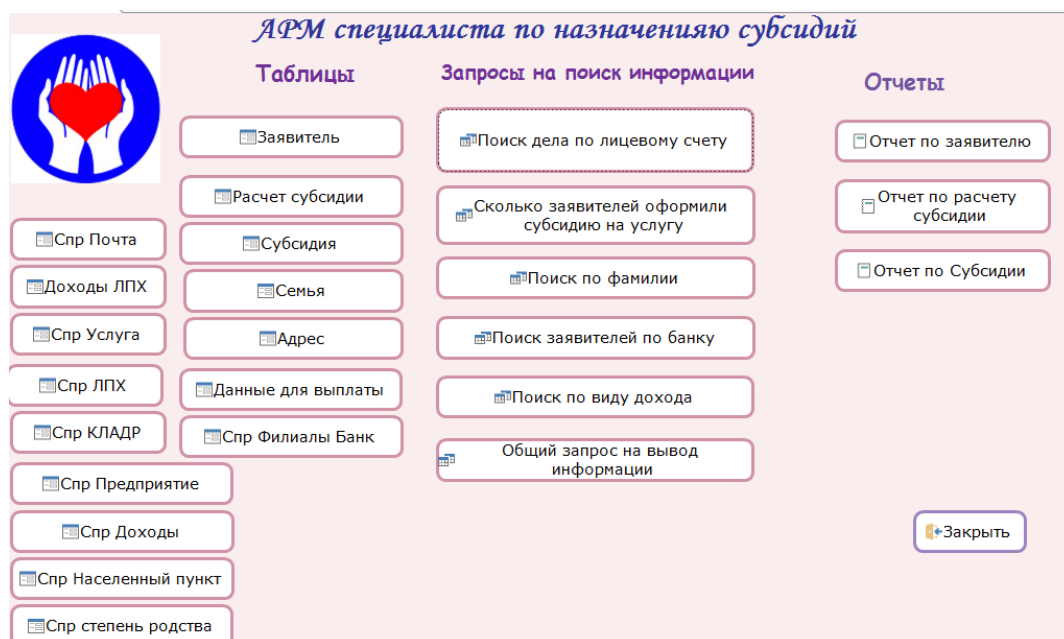 АРМ специалиста по назначенияю субсидий
Таблицы
Запросы на поиск информации
Отчеты
Заявитель
Расчет субсидии
Субсидия
Семья
Адрес
Данные для выплаты
Спр Филиалы Банк
Спр Почта
Доходы ЛПХ
Спр Услуга
Спр ЛПХ
Спр КЛАДР
Спр Предприятие
Спр Доходы
Спр Населенный пункт
Спр степень родства
Поиск дела по лицевому счету
Сколько заявителей оформили
субсидию на услугу
Поиск по фамилии
Поиск заявителей по банку
Поиск по виду дохода
Общий запрос на вывод
информации
Отчет по заявителю
Отчет по расчету
субсидии
Отчет по Субсидии
Закрыть